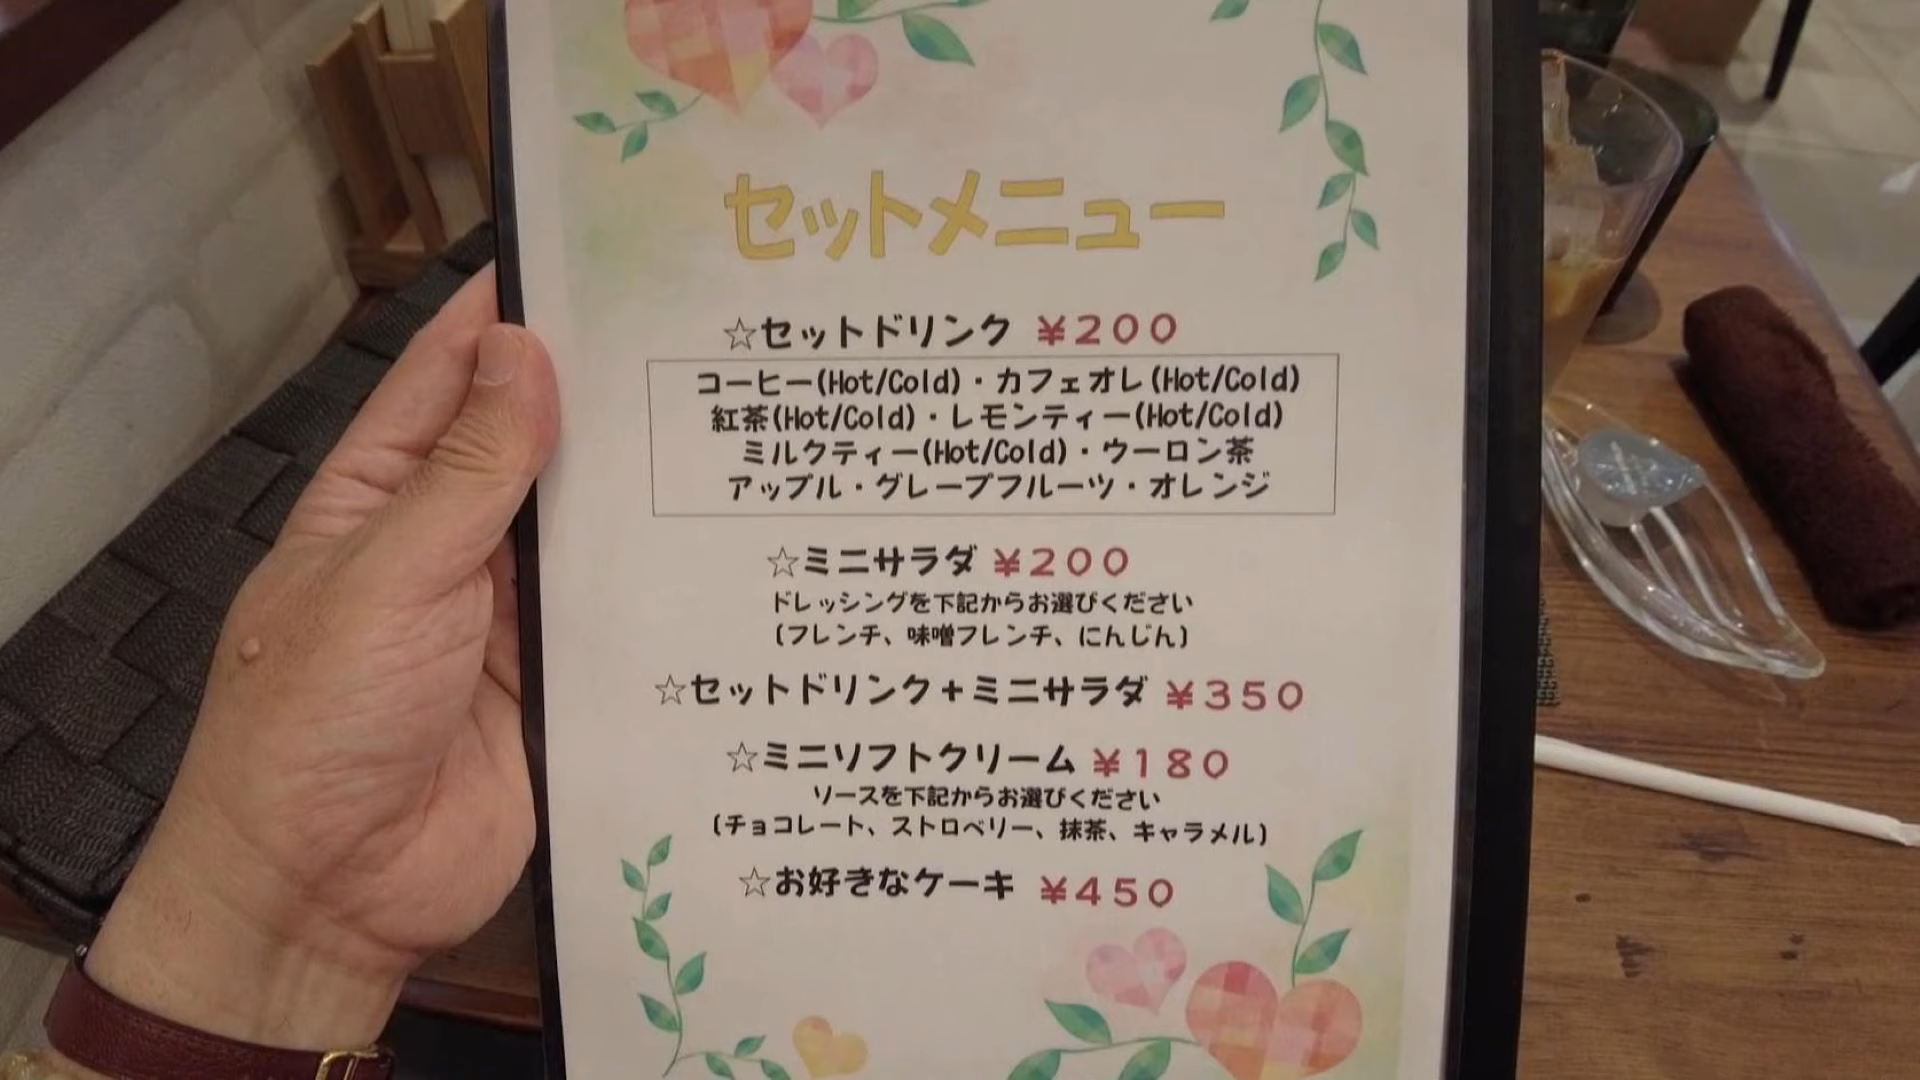 セットメニュー
☆セットドリンク ¥200
コーヒー(Hot/Cold)・カフェオレ(Hot/Cold)
紅茶(Hot/Cold)・レモンティー(Hot/Cold)
ミルクティー(Hot/Cold)・ウーロン茶
アップル・グレープフルーツ・オレンジ
☆ミニサラダ ¥200
ドレッシングを下記からお選びください
(フレンチ、味噌フレンチ、にんじん)
☆セットドリンク+ミニサラダ ¥350
☆ミニソフトクリーム ¥180
ソースを下記からお選びください
(チョコレート、ストロベリー、抹茶、キャラメル)
☆お好きなケーキ ¥450